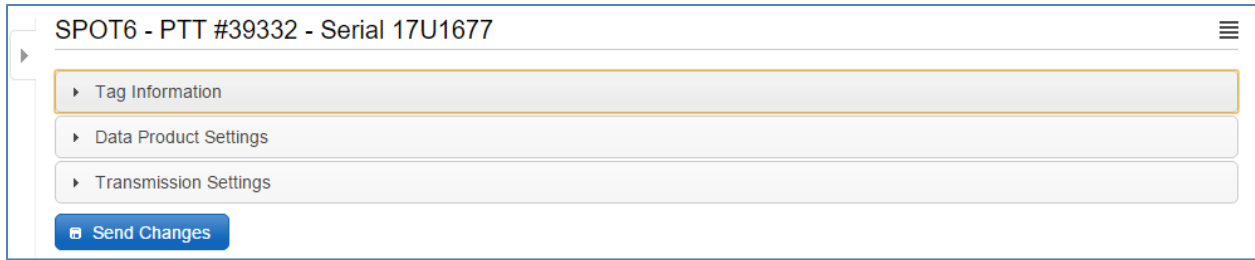 SPOT6 - PTT #39332 - Serial 17U1677
Tag Information
Data Product Settings
Transmission Settings
Send Changes